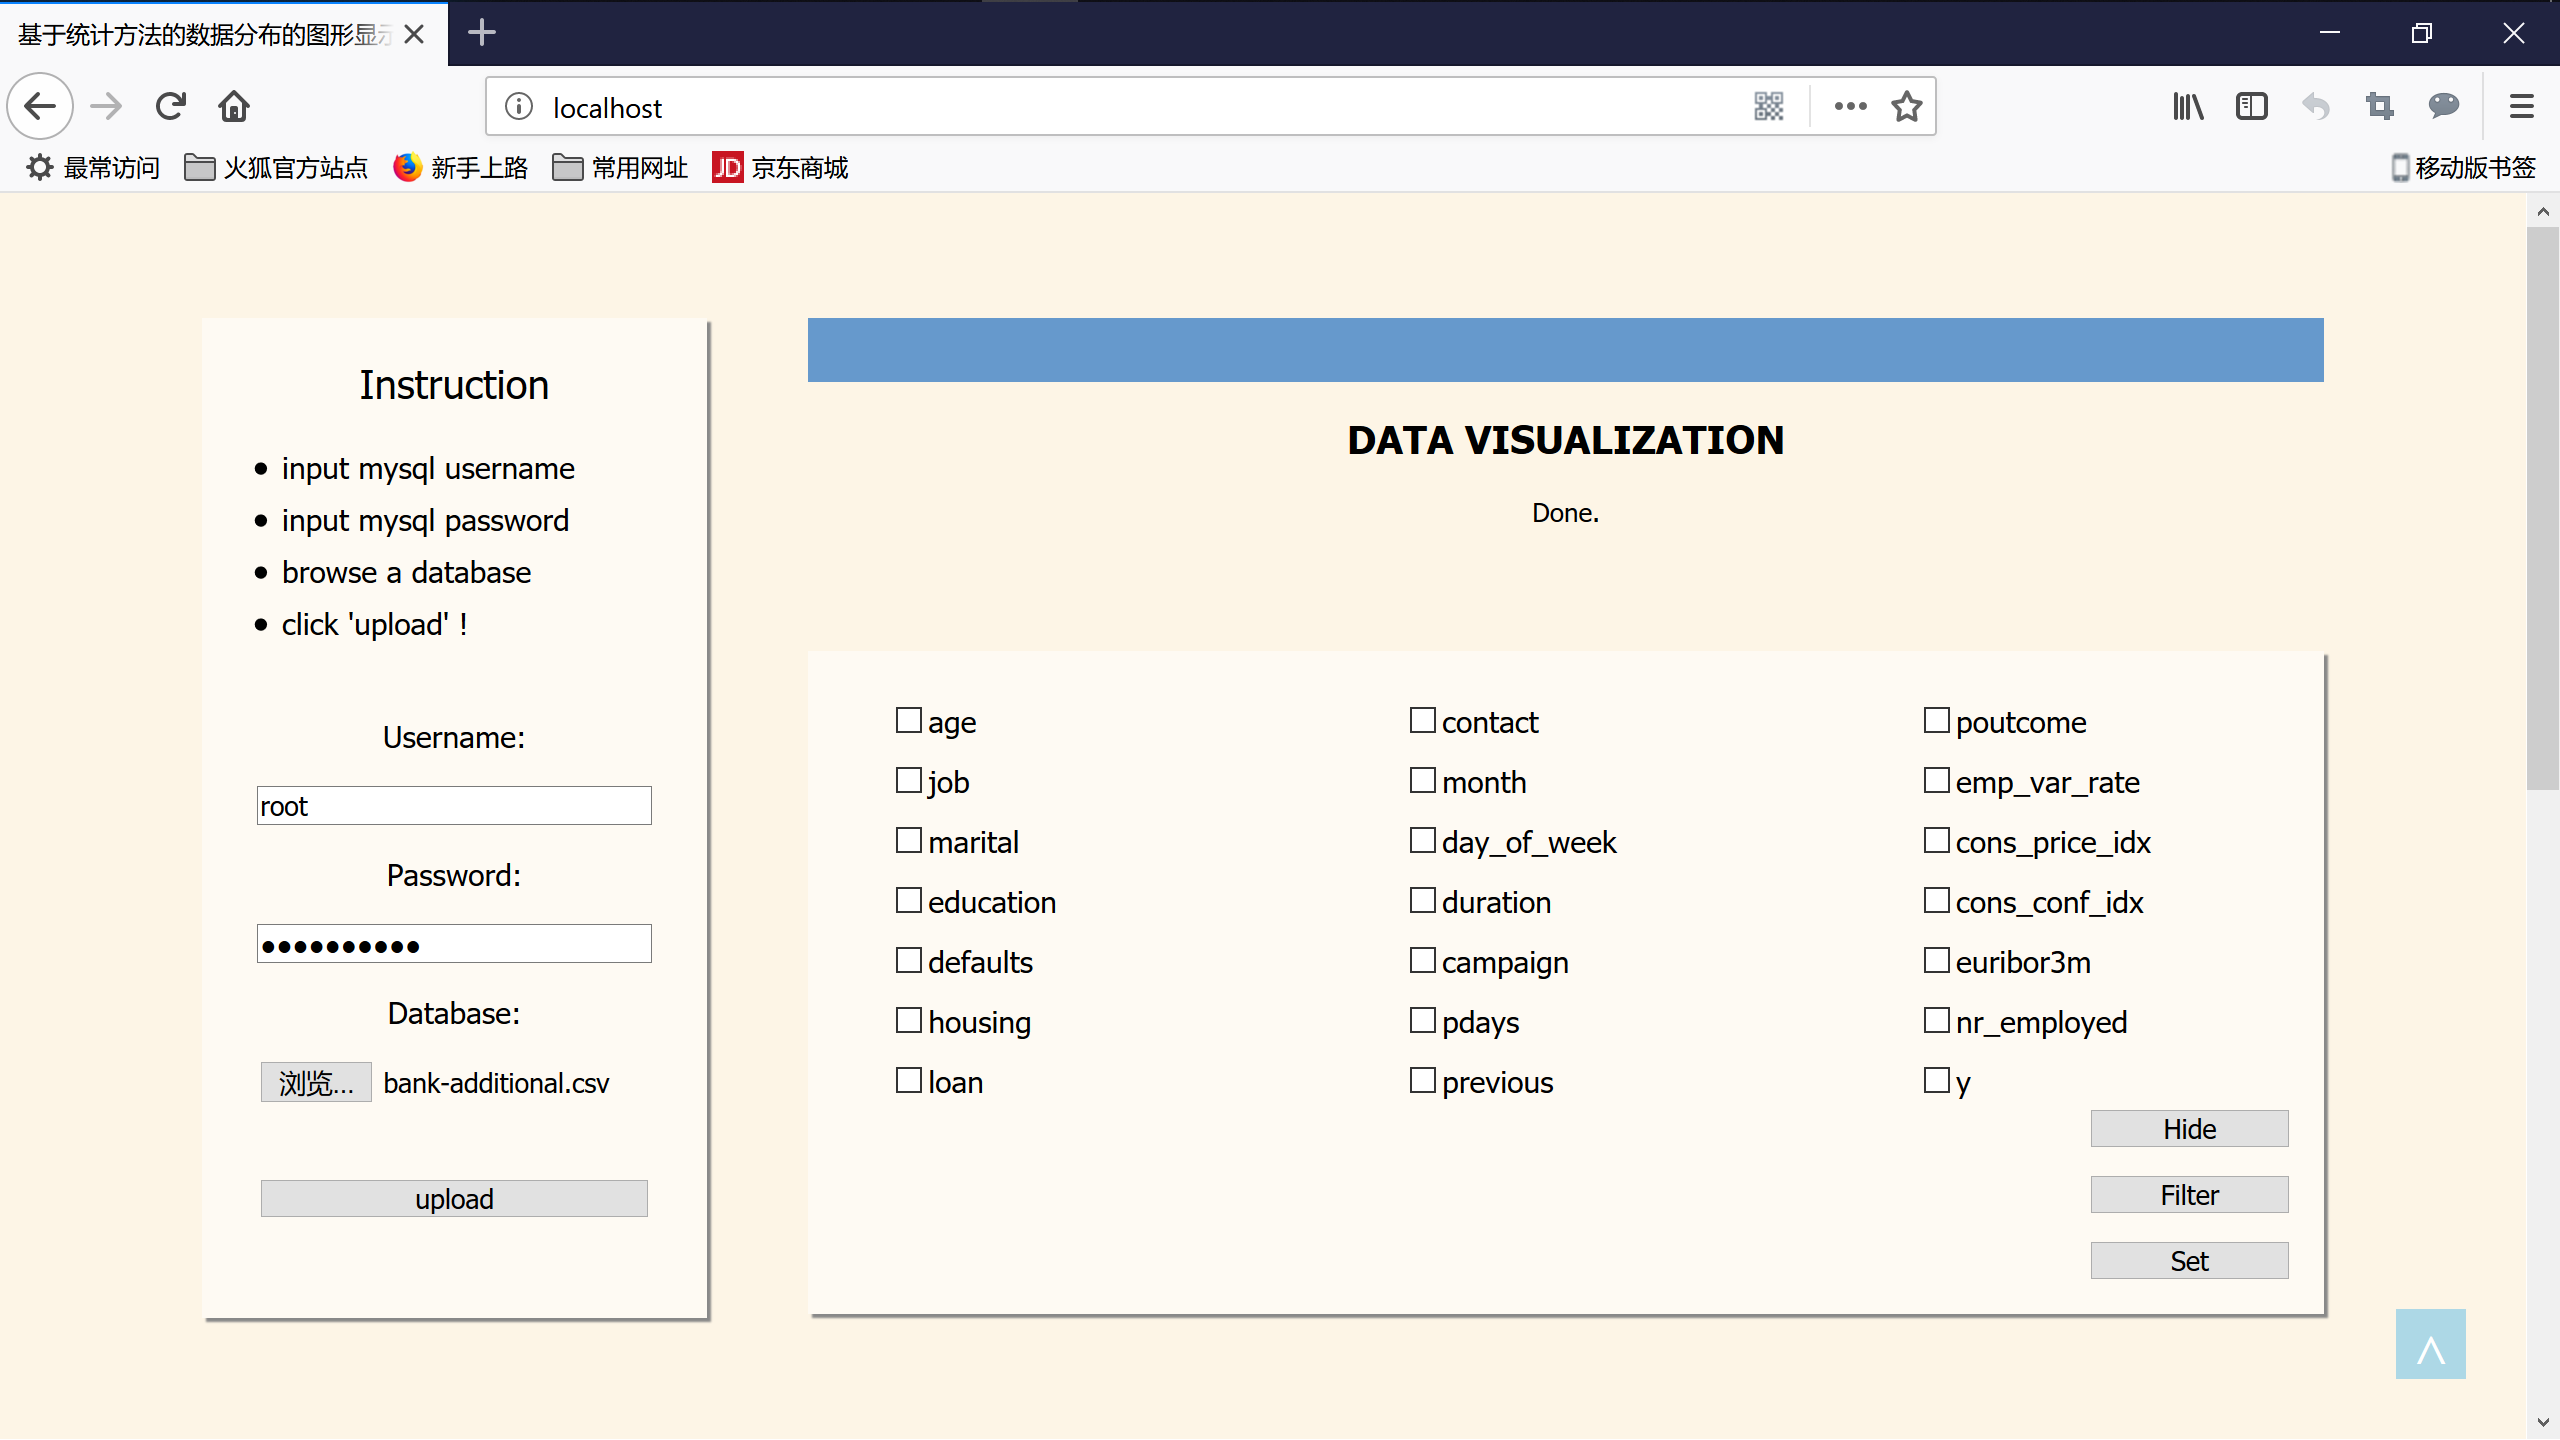 基于统计方法的数据分布的图形显示
localhost
最常访问 火狐官方站点 新手上路 常用网址 JD 京东商城 移动版书签
Instruction
• input mysql username
• input mysql password
• browse a database
• click 'upload' !
Username:
root
Password:
••••••••••
Database:
浏览... bank-additional.csv
upload
DATA VISUALIZATION
Done.
age contact poutcome
job month emp_var_rate
marital day_of_week cons_price_idx
education duration cons_conf_idx
defaults campaign euribor3m
housing pdays nr_employed
loan previous y
Hide
Filter
Set